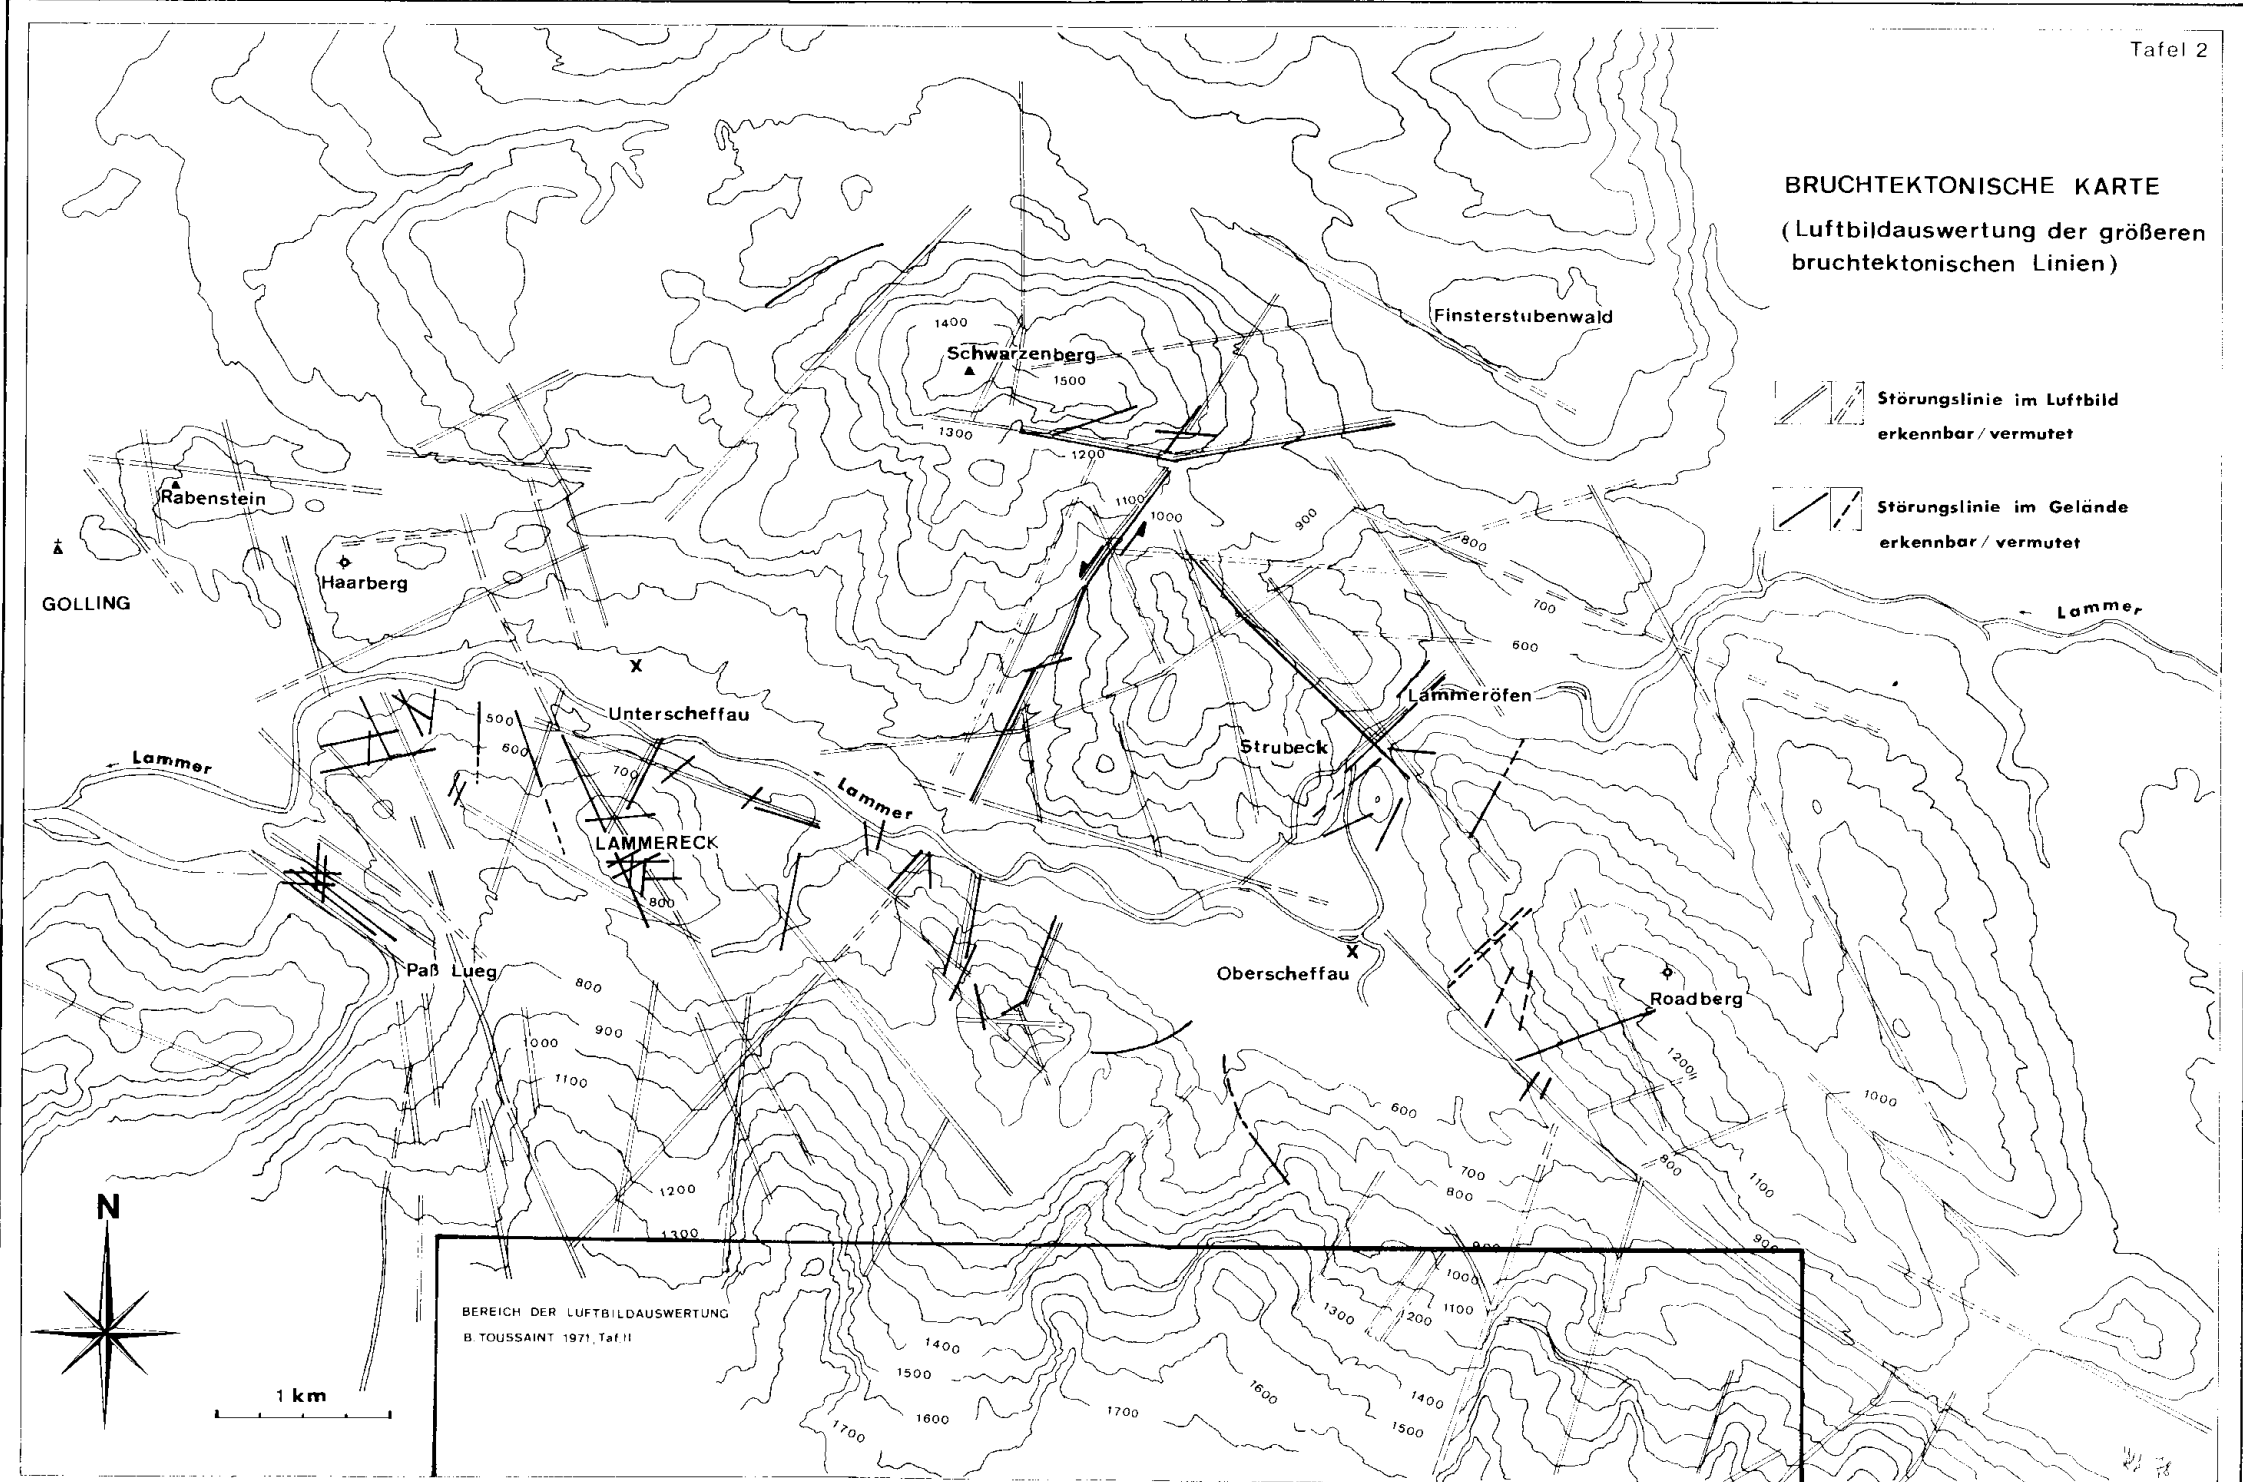 Tafel 2
BRUCHTEKTONISCHE KARTE
(Luftbildauswertung der größeren
bruchtektonischen Linien)
Störungslinie im Luftbild
erkennbar / vermutet
Störungslinie im Gelände
erkennbar / vermutet
Finsterstubenwald
1400
Schwarzenberg
1500
1300
1200
1100
1000
900
800
700
600
Rabenstein
Haarberg
GOLLING
Lammer
X
Unterscheffau
500
600
700
Lammeröfen
Strubeck
Lammer
Lammer
LAMMERECK
800
Paß Lueg
X
Oberscheffau
Roadberg
800
900
1000
1100
1200
1300
1200
1000
600
700
800
800
1100
900
900
1000
1100
1200
1300
N
1 km
BEREICH DER LUFTBILDAUSWERTUNG
B. TOUSSAINT 1971, Taf. II
1400
1500
1600
1700
1700
1600
1400
1500